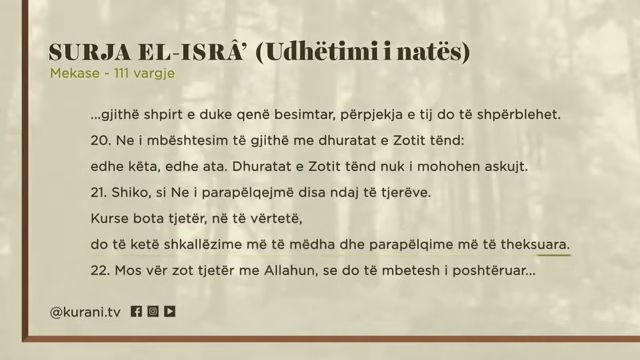 SURJA EL-ISRÂ’ (Udhëtimi i natës)
Mekase - 111 vargje
...gjithë shpirt e duke qenë besimtar, përpjekja e tij do të shpërblehet.
20. Ne i mbështesim të gjithë me dhuratat e Zotit tënd:
edhe këta, edhe ata. Dhuratat e Zotit tënd nuk i mohohen askujt.
21. Shiko, si Ne i parapëlqejmë disa ndaj të tjerëve.
Kurse bota tjetër, në të vërtetë,
do të ketë shkallëzime më të mëdha dhe parapëlqime më të theksuara.
22. Mos vër zot tjetër me Allahun, se do të mbetesh i poshtëruar...
@kurani.tv